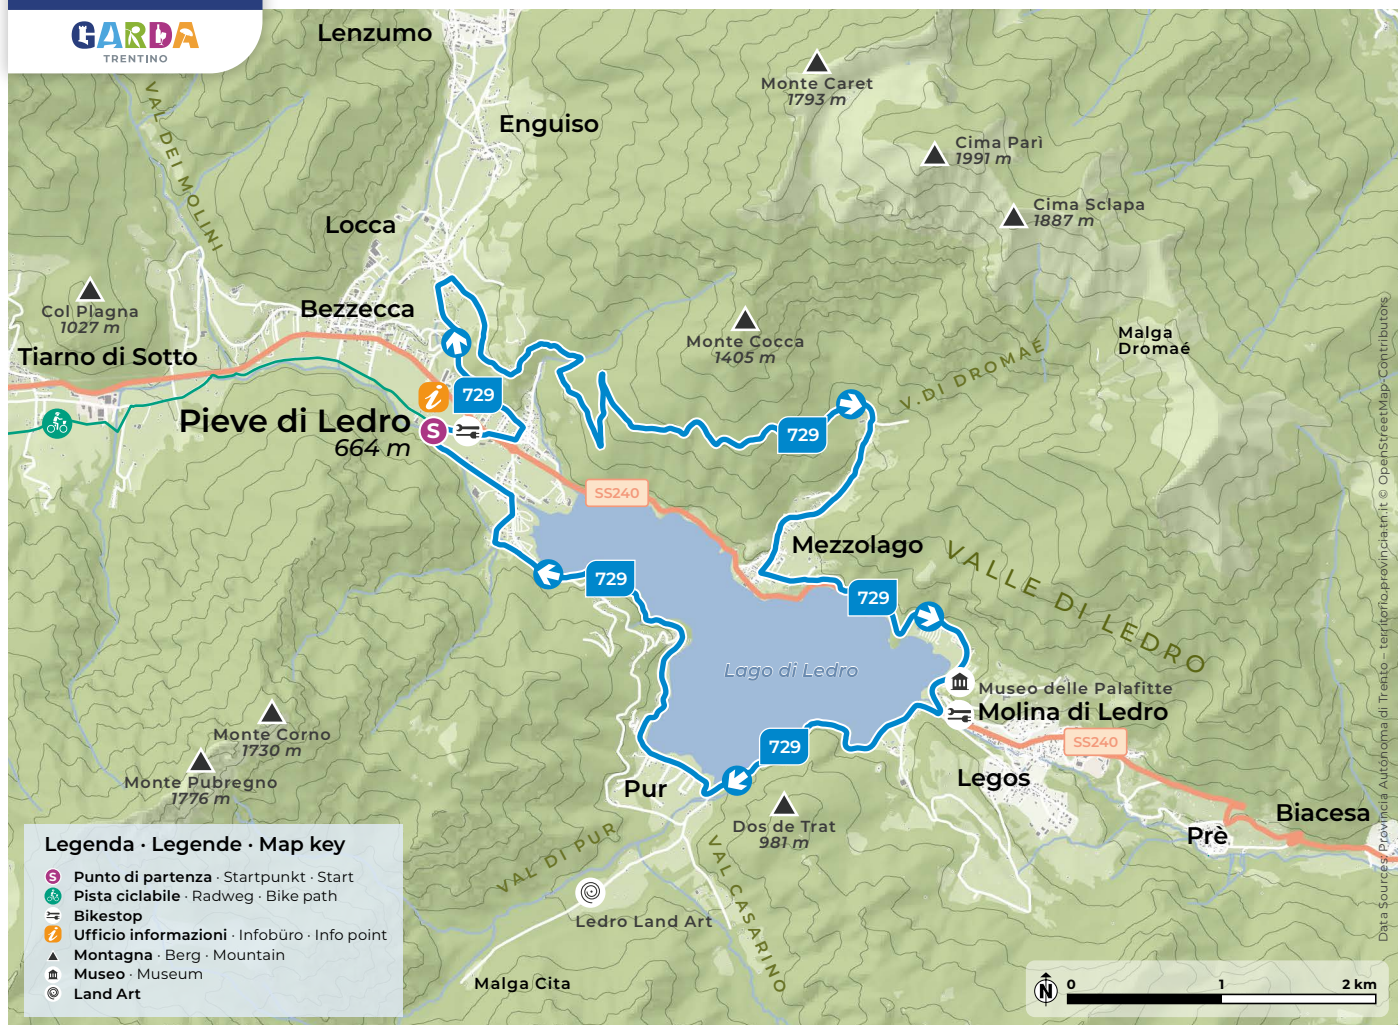 GARDA
TRENTINO
Lenzumo
Monte Caret
1793 m
Enguiso
Cima Parì
1991 m
VAL DEI MOLINI
Cima Sclapa
1887 m
Locca
Col Plagna
1027 m
Bezzecca
Malga
Dromaé
Monte Cocca
1405 m
Tiarno di Sotto
V. DI DROMAÉ
i
729
Pieve di Ledro
664 m
S
729
SS240
Mezzolago
VALLE DI LEDRO
729
729
Lago di Ledro
Museo delle Palafitte
Molina di Ledro
Monte Corno
1730 m
729
SS240
Monte Pubregno
1776 m
Pur
Legos
Dos de Trat
981 m
Biacesa
Prè
VAL DI PUR
VAL CASARINO
Ledro Land Art
Malga Cita
Legenda · Legende · Map key
S Punto di partenza · Startpunkt · Start
Pista ciclabile · Radweg · Bike path
Bikestop
i Ufficio informazioni · Infobüro · Info point
Montagna · Berg · Mountain
Museo · Museum
Land Art
N
0 1 2 km
Data Sources: Provincia Autonoma di Trento – territorio.provincia.tn.it © OpenStreetMap-Contributors